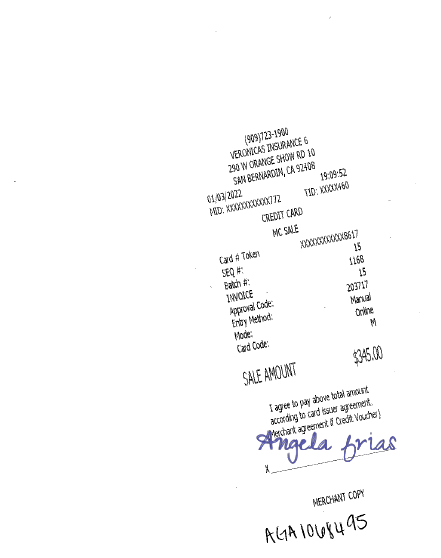 (909)723-1900
VERONICAS INSURANCE 6
290 W ORANGE SHOW RD 10
SAN BERNARDIN, CA 92408
01/03/2022 19:09:52
MID: XXXXXXXXXXXX772 TID: XXXXX460
CREDIT CARD
MC SALE
Card # Token XXXXXXXXXXXX8617
SEQ #: 15
Batch #: 1168
INVOICE 15
Approval Code: 203717
Entry Method: Manual
Mode: Online
Card Code: M
SALE AMOUNT $345.00
I agree to pay above total amount
according to card issuer agreement.
(Merchant agreement if Credit Voucher)
Angela frias
X
MERCHANT COPY
AGA1068495